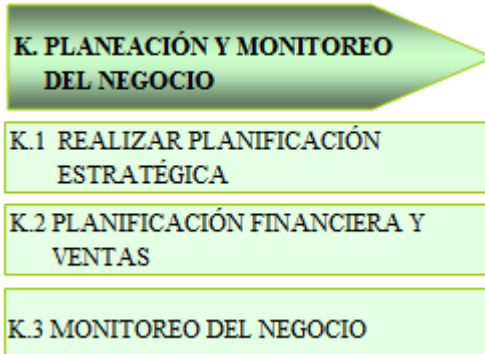 K. PLANEACIÓN Y MONITOREO
DEL NEGOCIO
K.1 REALIZAR PLANIFICACIÓN
ESTRATÉGICA
K.2 PLANIFICACIÓN FINANCIERA Y
VENTAS
K.3 MONITOREO DEL NEGOCIO